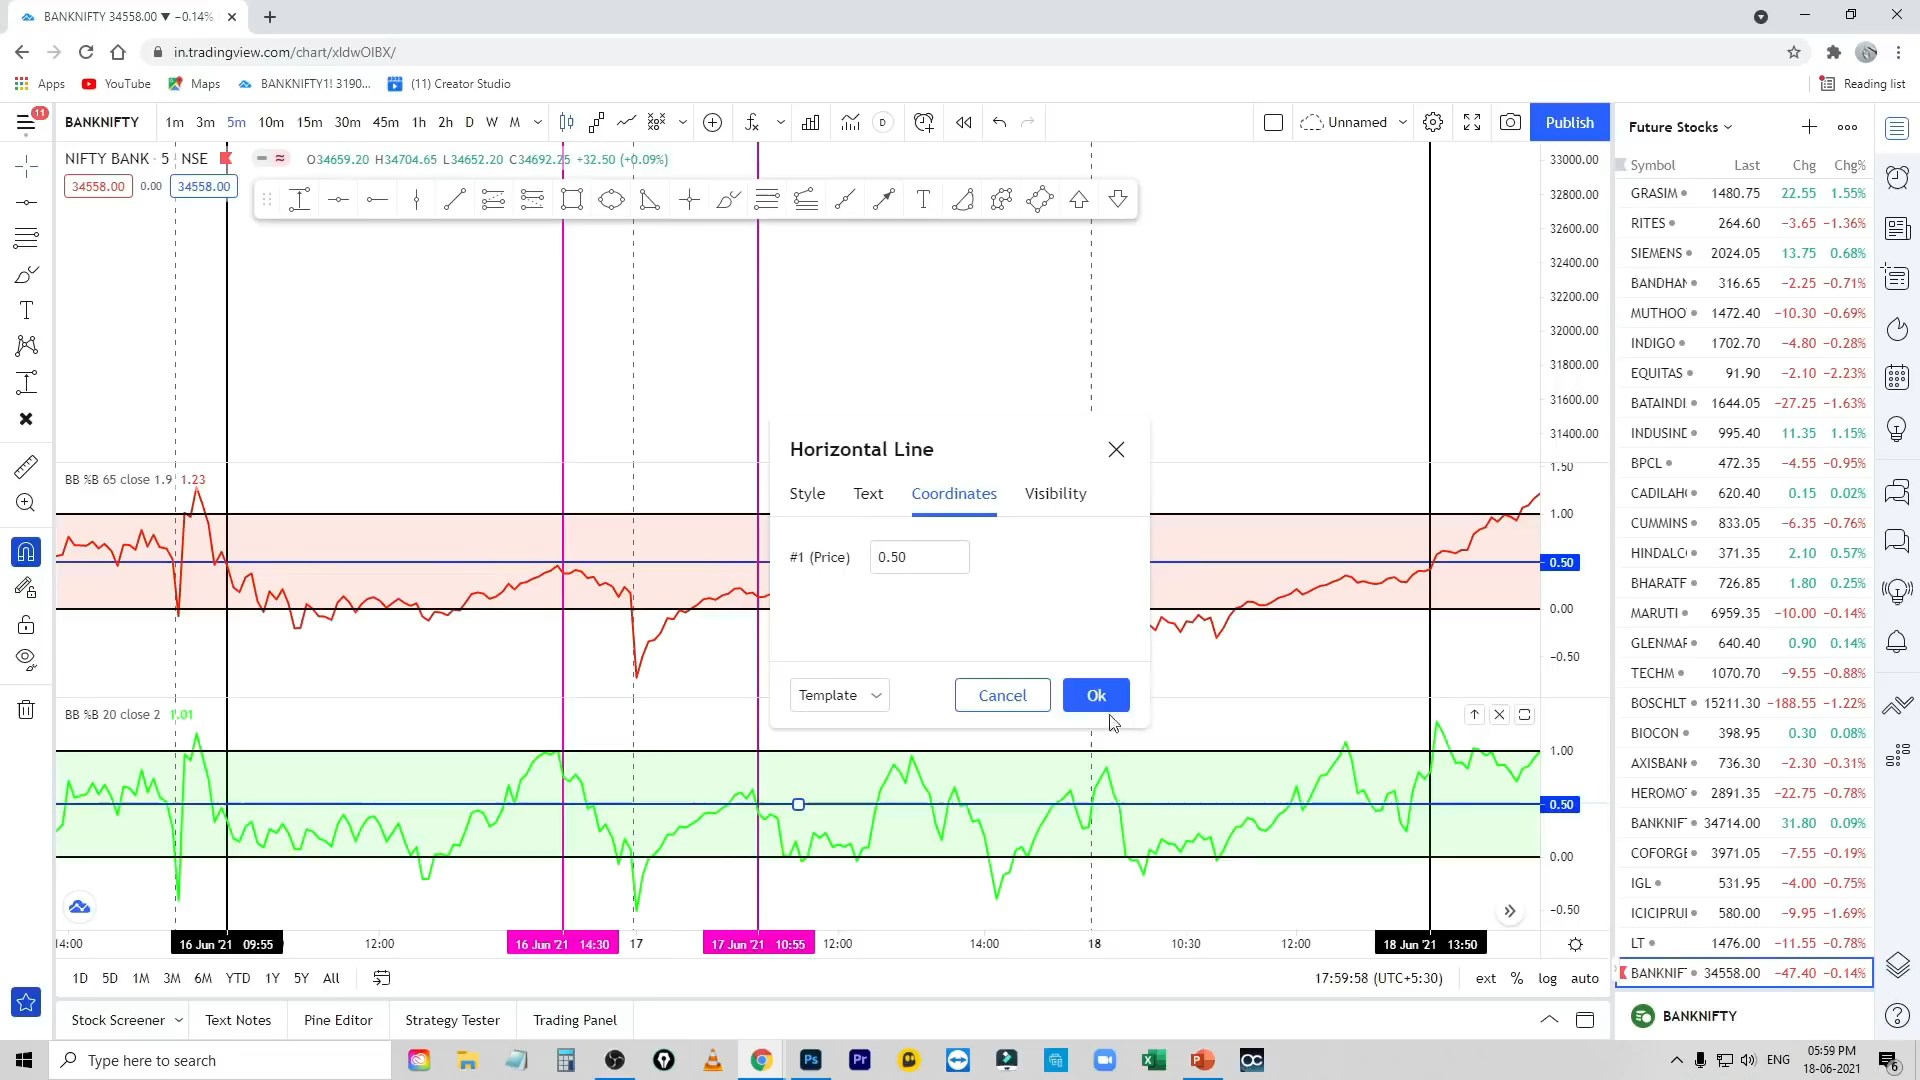 BANKNIFTY 34558.00 ▼ −0.14%
in.tradingview.com/chart/xIdwOIBX/
Apps YouTube Maps BANKNIFTY1! 3190... (11) Creator Studio Reading list
11
BANKNIFTY 1m 3m 5m 10m 15m 30m 45m 1h 2h D W M D Unnamed Publish Future Stocks
NIFTY BANK · 5 · NSE O34659.20 H34704.65 L34652.20 C34692.25 +32.50 (+0.09%)
34558.00 0.00 34558.00
33000.00
32800.00
32600.00
32400.00
32200.00
32000.00
31800.00
31600.00
31400.00
Symbol Last Chg Chg%
GRASIM 1480.75 22.55 1.55%
RITES 264.60 −3.65 −1.36%
SIEMENS 2024.05 13.75 0.68%
BANDHAN 316.65 −2.25 −0.71%
MUTHOO 1472.40 −10.30 −0.69%
INDIGO 1702.70 −4.80 −0.28%
EQUITAS 91.90 −2.10 −2.23%
BATAINDI 1644.05 −27.25 −1.63%
INDUSINE 995.40 11.35 1.15%
BPCL 472.35 −4.55 −0.95%
CADILAH 620.40 0.15 0.02%
CUMMINS 833.05 −6.35 −0.76%
HINDALC 371.35 2.10 0.57%
BHARATF 726.85 1.80 0.25%
MARUTI 6959.35 −10.00 −0.14%
GLENMAF 640.40 0.90 0.14%
TECHM 1070.70 −9.55 −0.88%
BOSCHLT 15211.30 −188.55 −1.22%
BIOCON 398.95 0.30 0.08%
AXISBANK 736.30 −2.30 −0.31%
HEROMO 2891.35 −22.75 −0.78%
BANKNIF 34714.00 31.80 0.09%
COFORGE 3971.05 −7.55 −0.19%
IGL 531.95 −4.00 −0.75%
ICICIPRUI 580.00 −9.95 −1.69%
LT 1476.00 −11.55 −0.78%
BANKNIF 34558.00 −47.40 −0.14%
BANKNIFTY
BB %B 65 close 1.9 1.23
1.50
1.00
0.50
0.00
−0.50
Horizontal Line
Style Text Coordinates Visibility
#1 (Price) 0.50
Template Cancel Ok
BB %B 20 close 2 1.01
1.00
0.50
0.00
−0.50
14:00 16 Jun '21 09:55 12:00 16 Jun '21 14:30 17 17 Jun '21 10:55 12:00 14:00 18 10:30 12:00 18 Jun '21 13:50
1D 5D 1M 3M 6M YTD 1Y 5Y All 17:59:58 (UTC+5:30) ext % log auto
Stock Screener Text Notes Pine Editor Strategy Tester Trading Panel
Type here to search Ps Pr ENG 05:59 PM
18-06-2021
6